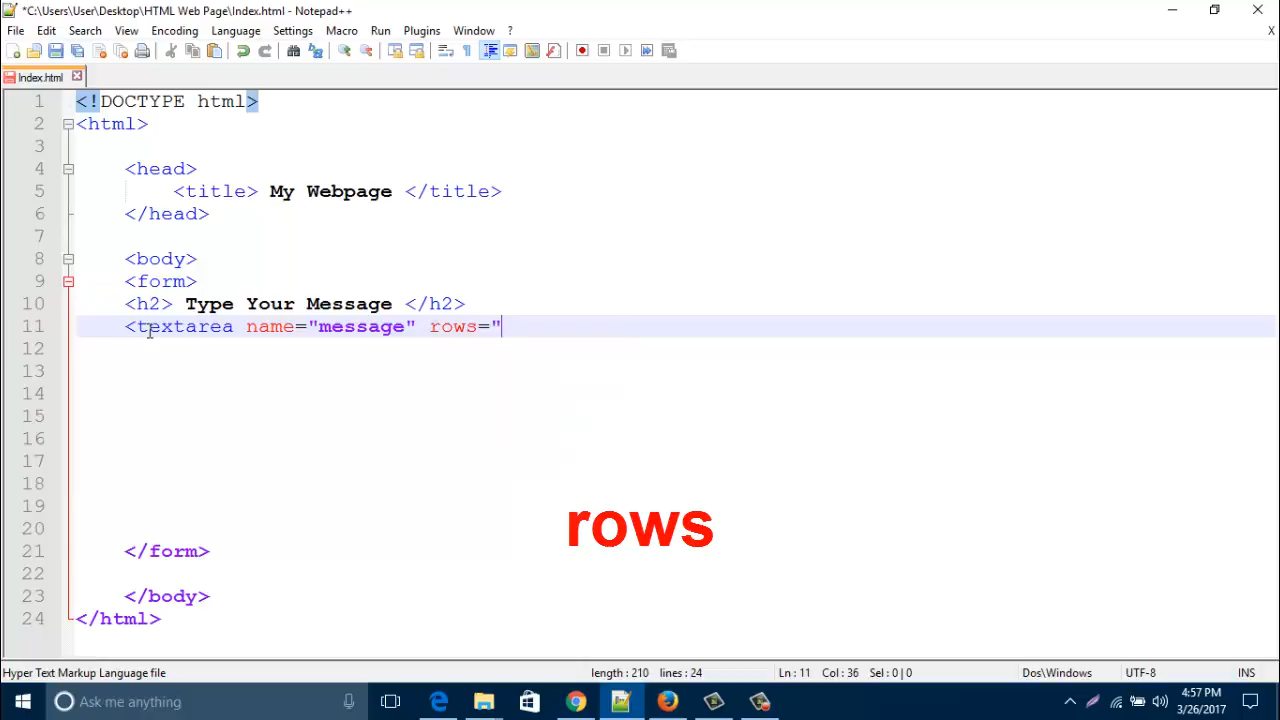 *C:\Users\User\Desktop\HTML Web Page\Index.html - Notepad++
File Edit Search View Encoding Language Settings Macro Run Plugins Window ? X
Index.html
1 <!DOCTYPE html>
2 <html>
3
4 <head>
5 <title> My Webpage </title>
6 </head>
7
8 <body>
9 <form>
10 <h2> Type Your Message </h2>
11 <textarea name="message" rows="
12
13
14
15
16
17
18
19
20
21 </form>
22
23 </body>
24 </html>
rows
Hyper Text Markup Language file length : 210 lines : 24 Ln : 11 Col : 36 Sel : 0 | 0 Dos\Windows UTF-8 INS
Ask me anything
4:57 PM
3/26/2017